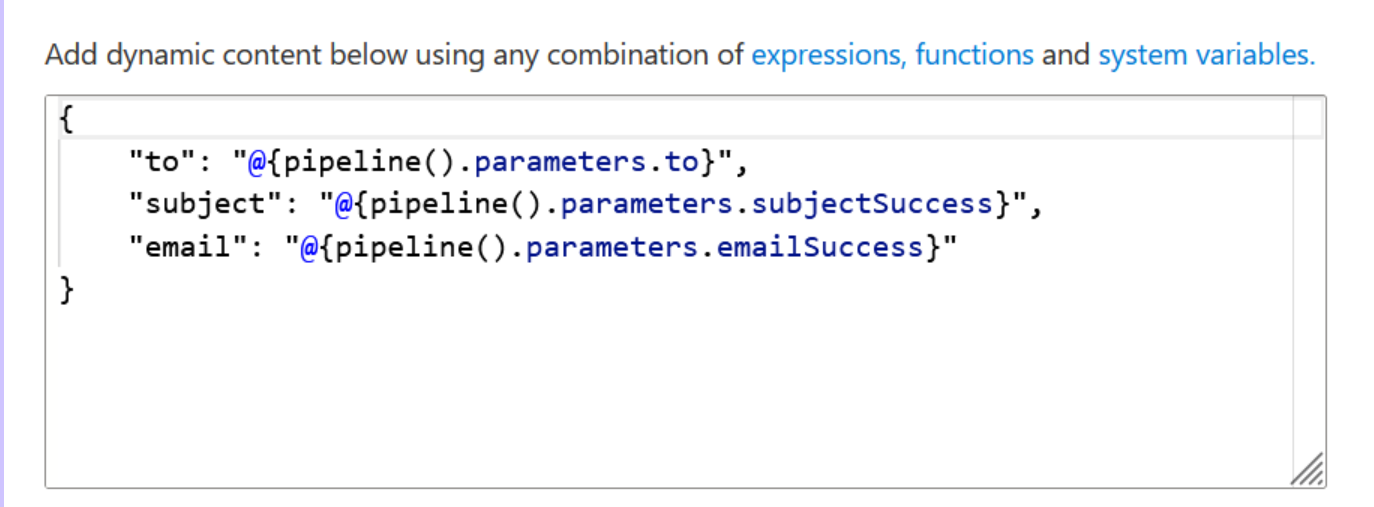 Add dynamic content below using any combination of expressions, functions and system variables.
{
    "to": "@{pipeline().parameters.to}",
    "subject": "@{pipeline().parameters.subjectSuccess}",
    "email": "@{pipeline().parameters.emailSuccess}"
}